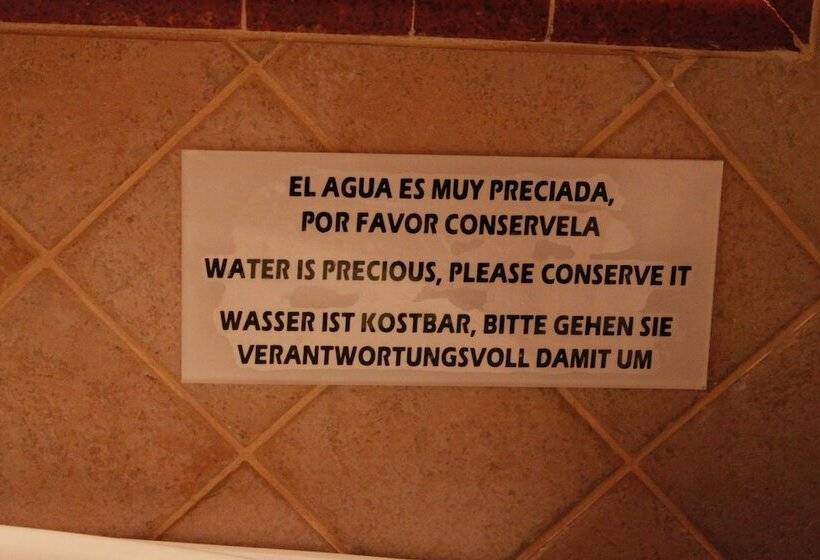 EL AGUA ES MUY PRECIADA,
POR FAVOR CONSERVELA
WATER IS PRECIOUS, PLEASE CONSERVE IT
WASSER IST KOSTBAR, BITTE GEHEN SIE
VERANTWORTUNGSVOLL DAMIT UM